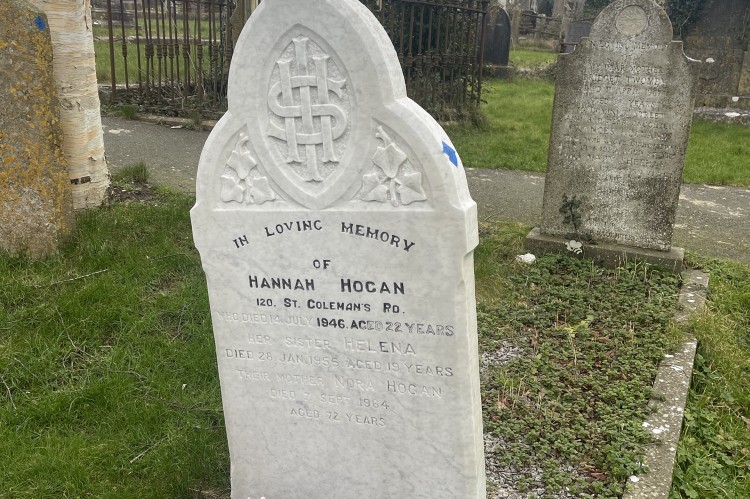 IHS
IN LOVING MEMORY
OF
HANNAH HOGAN
120. ST. COLEMAN'S RD.
WHO DIED 14 JULY 1946. AGED 22 YEARS
HER SISTER HELENA
DIED 28 JAN 1955. AGED 19 YEARS
THEIR MOTHER NORA HOGAN
DIED SEPT 1964
AGED 72 YEARS